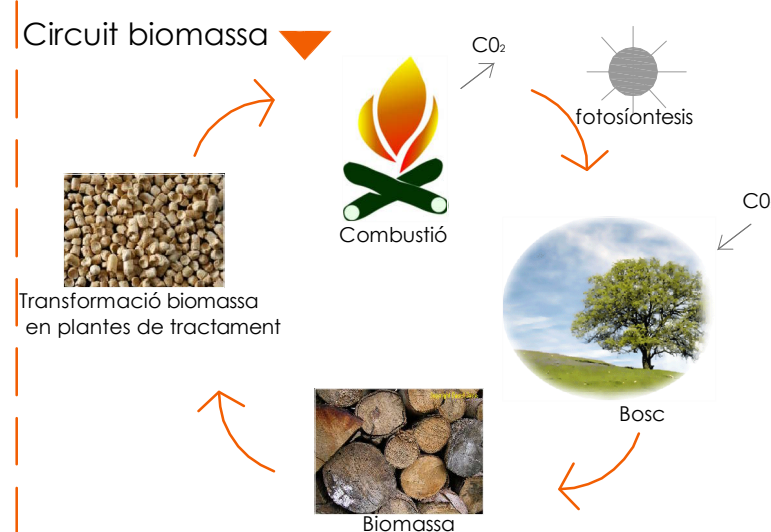 Circuit biomassa
C0₂
fotosíontesis
C0
Combustió
Transformació biomassa
en plantes de tractament
Bosc
Biomassa